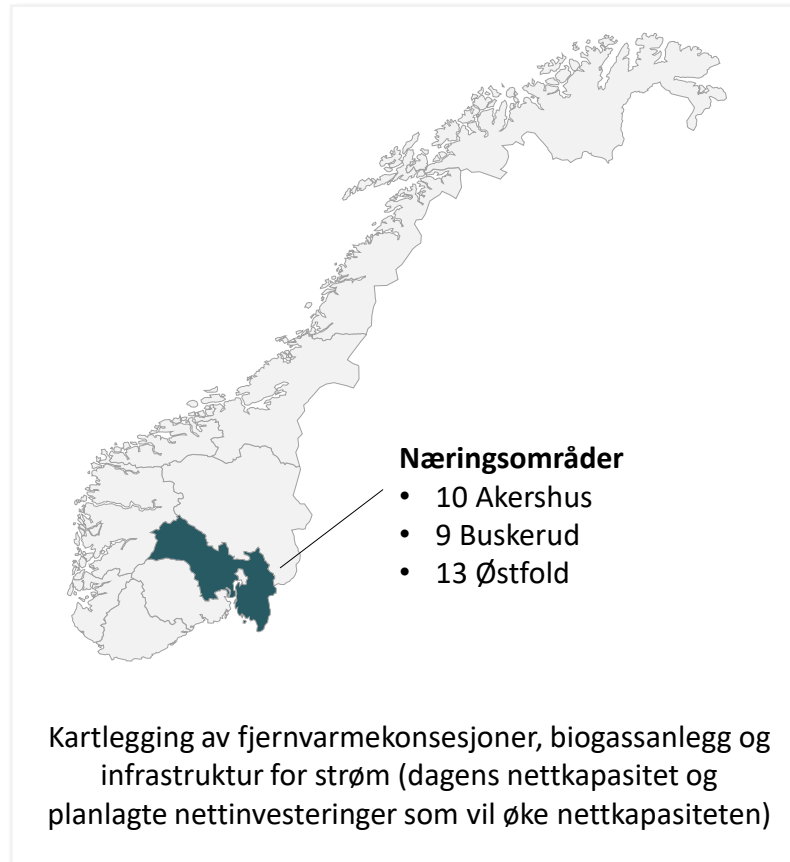 Næringsområder
• 10 Akershus
• 9 Buskerud
• 13 Østfold
Kartlegging av fjernvarmekonsesjoner, biogassanlegg og
infrastruktur for strøm (dagens nettkapasitet og
planlagte nettinvesteringer som vil øke nettkapasiteten)